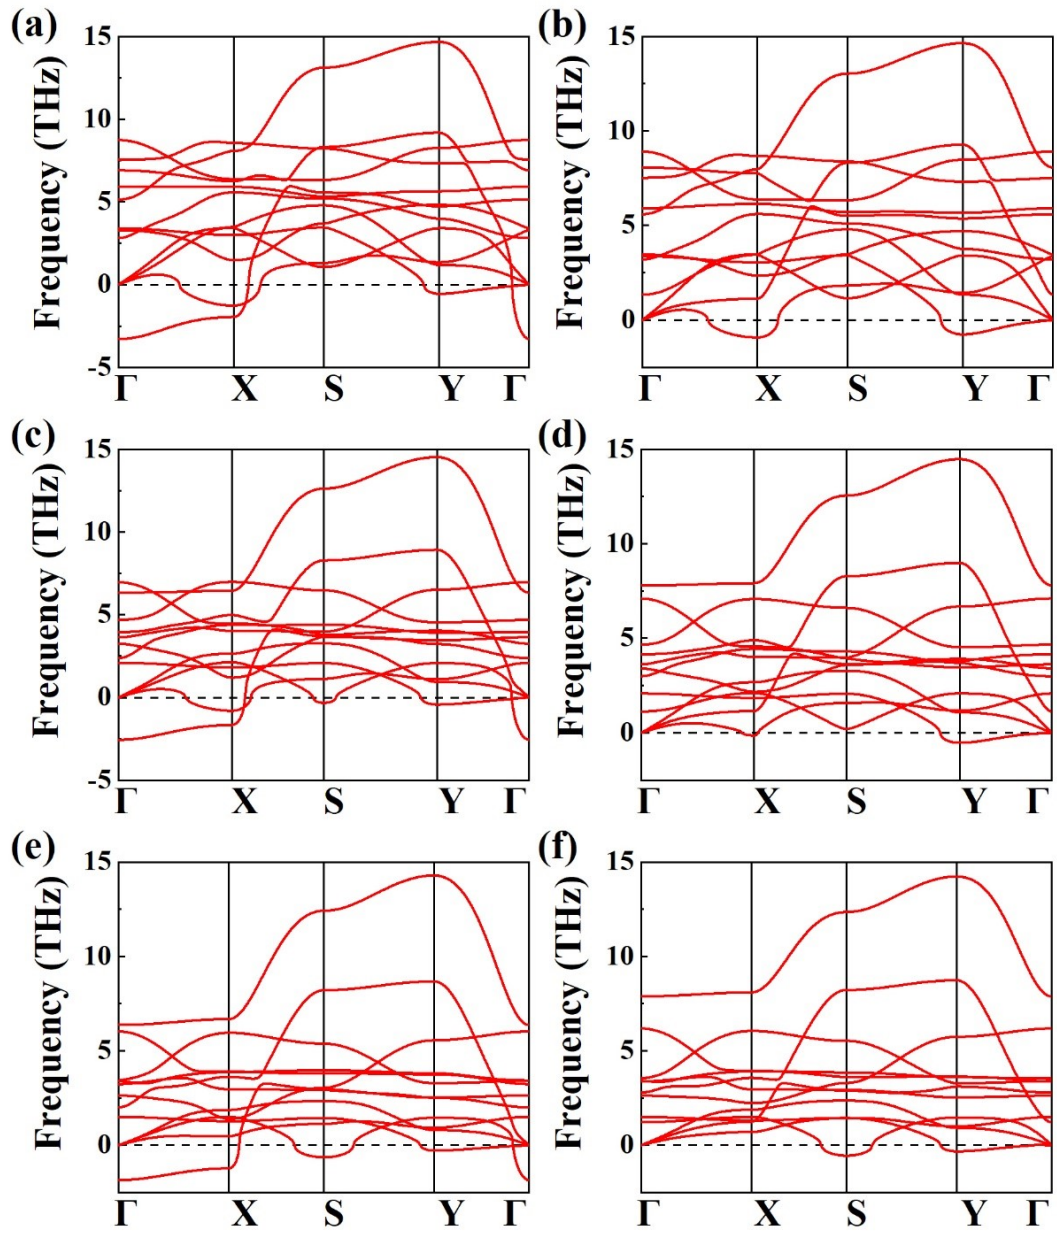 (a)
Frequency (THz)
15
10
5
0
-5
Γ X S Y Γ
(b)
Frequency (THz)
15
10
5
0
Γ X S Y Γ
(c)
Frequency (THz)
15
10
5
0
-5
Γ X S Y Γ
(d)
Frequency (THz)
15
10
5
0
Γ X S Y Γ
(e)
Frequency (THz)
15
10
5
0
Γ X S Y Γ
(f)
Frequency (THz)
15
10
5
0
Γ X S Y Γ